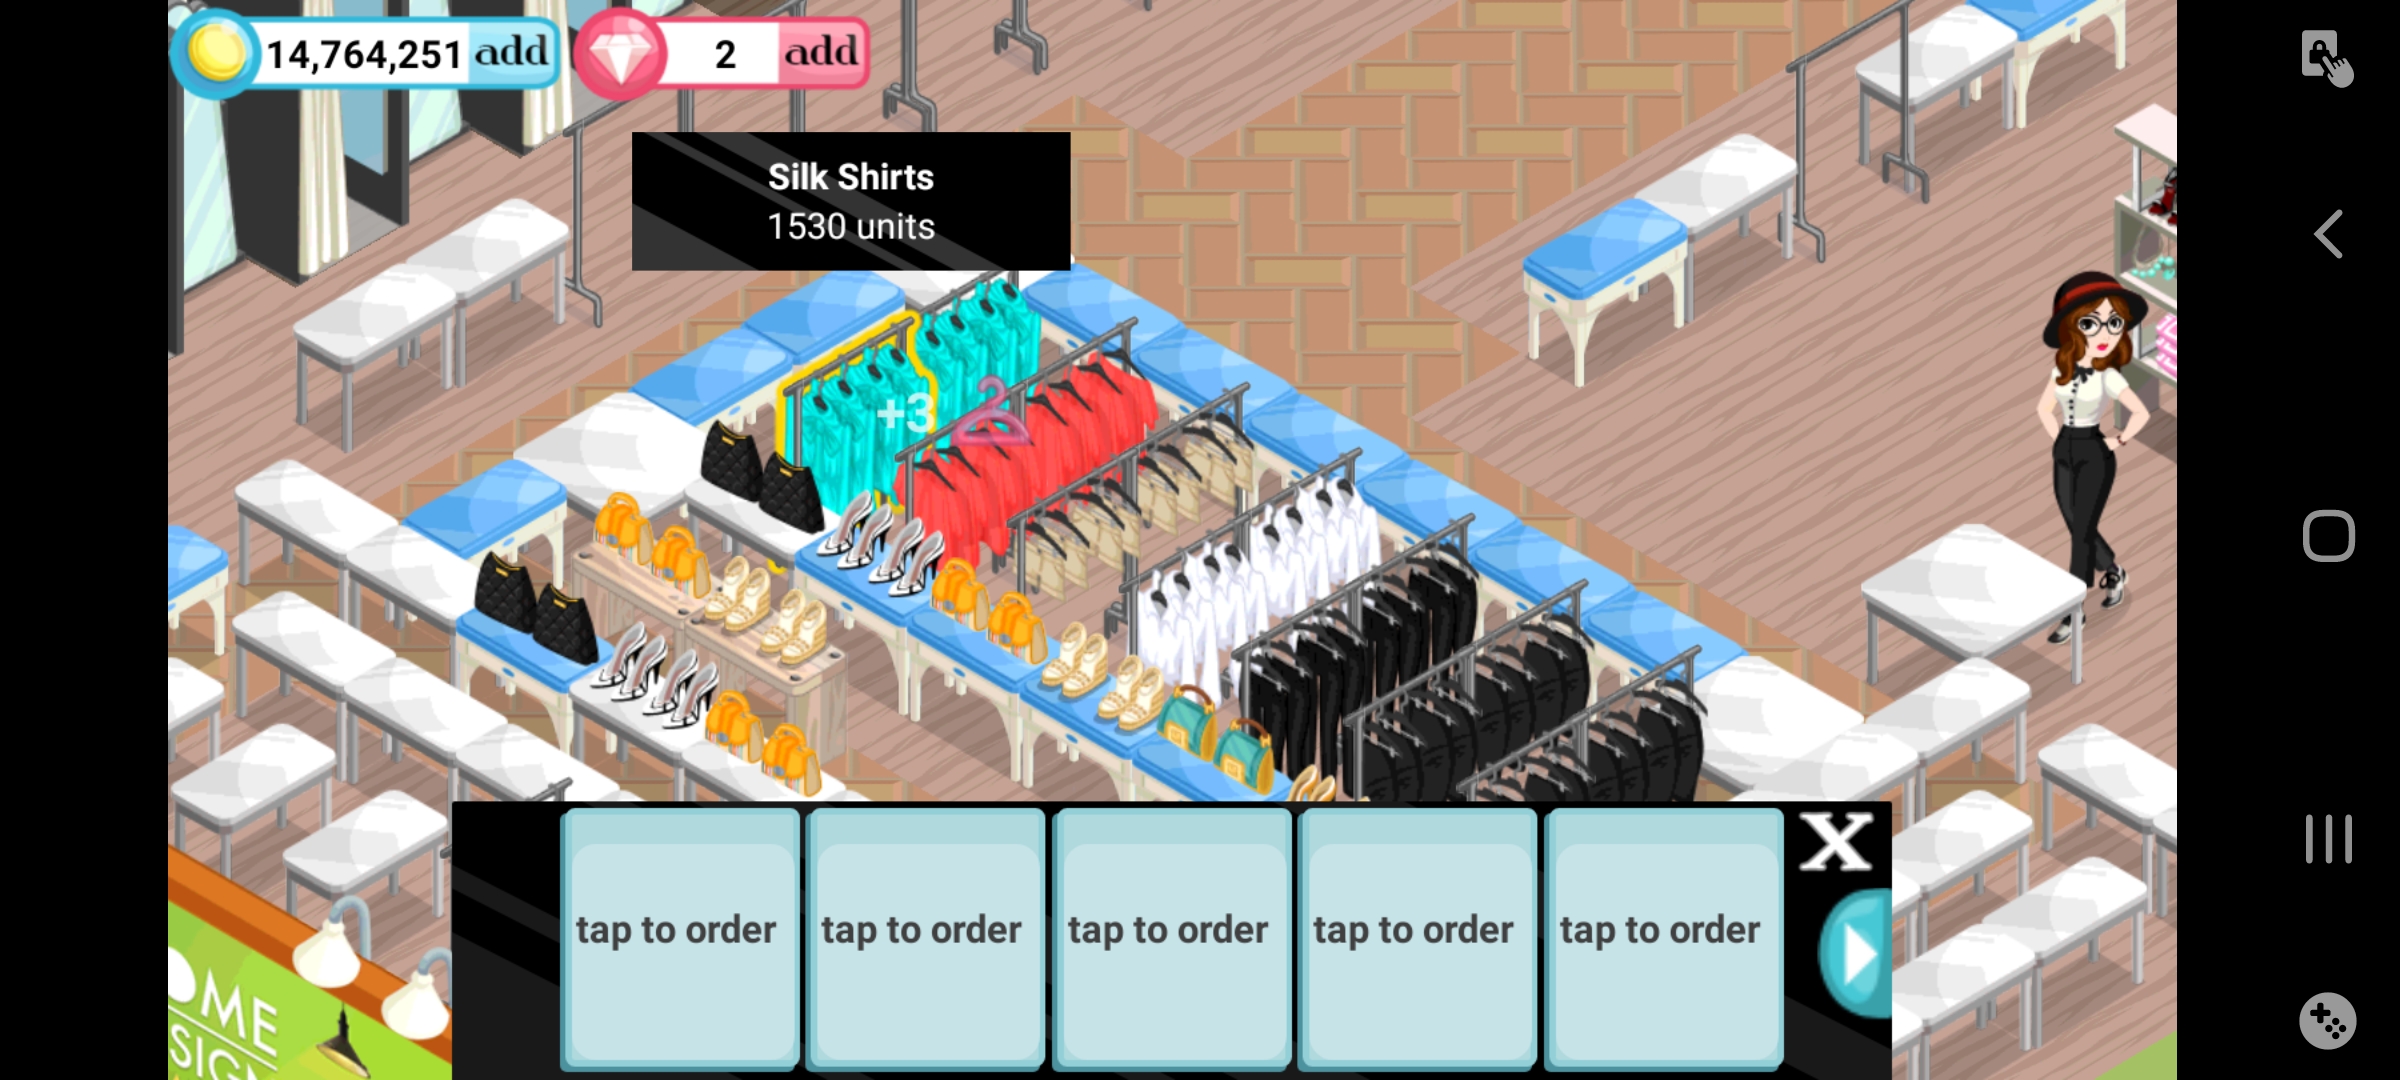 14,764,251 add
2 add
Silk Shirts
1530 units
+3
tap to order
tap to order
tap to order
tap to order
tap to order
X